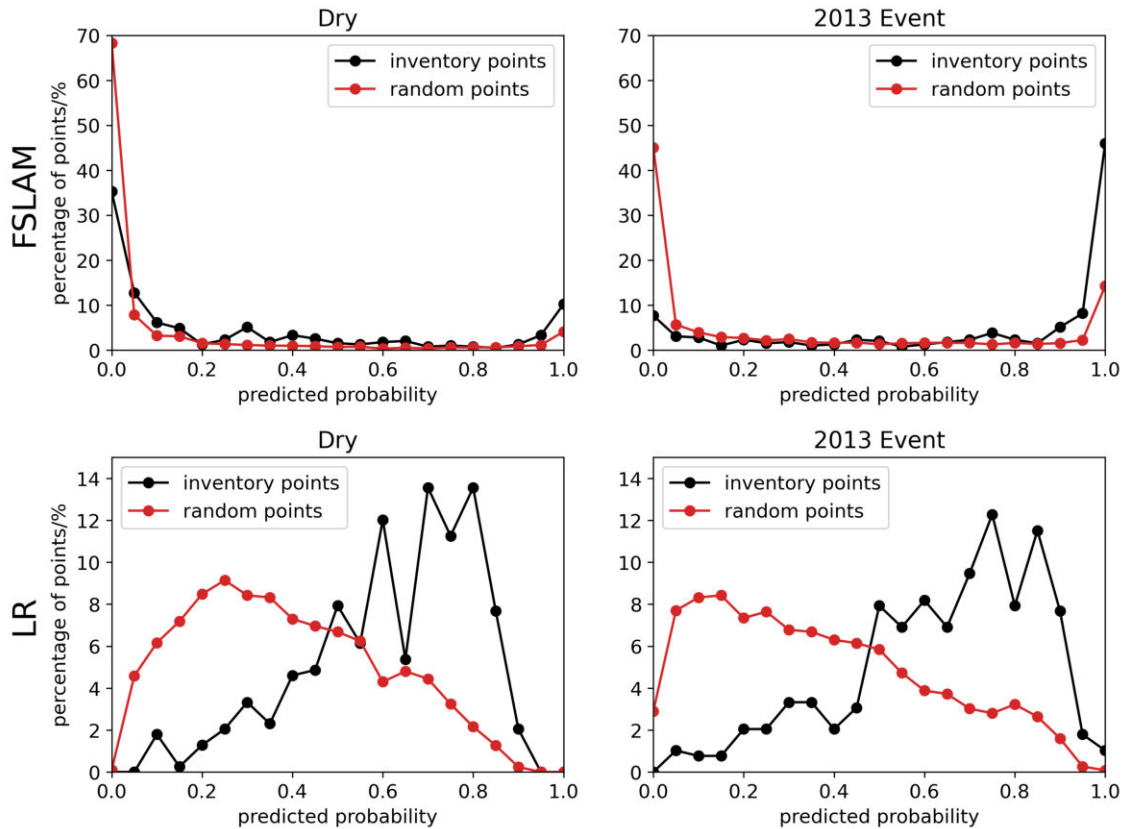 Dry
2013 Event
FSLAM
percentage of points/%
70
60
50
40
30
20
10
0
inventory points
random points
0.0 0.2 0.4 0.6 0.8 1.0
predicted probability
70
60
50
40
30
20
10
0
inventory points
random points
0.0 0.2 0.4 0.6 0.8 1.0
predicted probability
Dry
2013 Event
LR
percentage of points/%
14
12
10
8
6
4
2
0
inventory points
random points
0.0 0.2 0.4 0.6 0.8 1.0
predicted probability
14
12
10
8
6
4
2
0
inventory points
random points
0.0 0.2 0.4 0.6 0.8 1.0
predicted probability